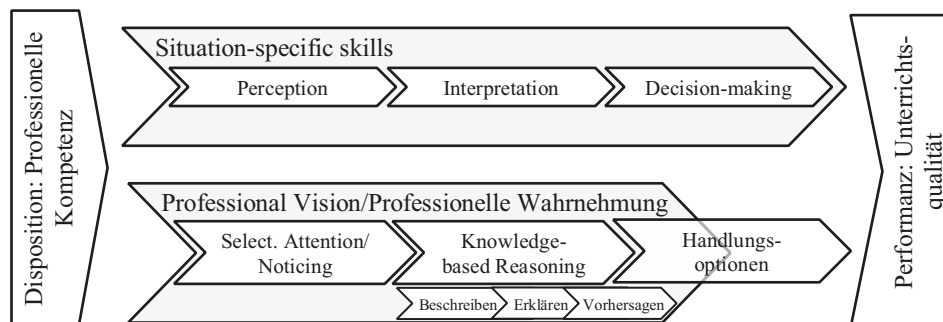 Disposition: Professionelle
Kompetenz
Situation-specific skills
Perception
Interpretation
Decision-making
Professional Vision/Professionelle Wahrnehmung
Select. Attention/
Noticing
Knowledge-
based Reasoning
Handlungs-
optionen
Beschreiben
Erklären
Vorhersagen
Performanz: Unterrichts-
qualität